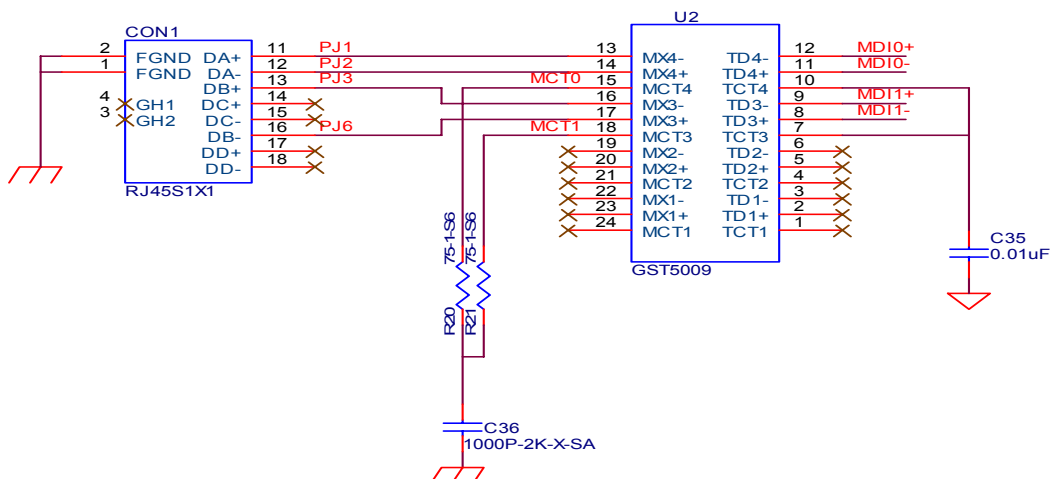 CON1
2 FGND DA+ 11 PJ1
1 FGND DA- 12 PJ2
DB+ 13 PJ3
4 GH1 DC+ 14
3 GH2 DC- 15
DB- 16 PJ6
DD+ 17
DD- 18
RJ45S1X1
U2
13 MX4- TD4- 12 MDI0+
14 MX4+ TD4+ 11 MDI0-
MCT0 15 MCT4 TCT4 10
16 MX3- TD3- 9 MDI1+
17 MX3+ TD3+ 8 MDI1-
MCT1 18 MCT3 TCT3 7
19 MX2- TD2- 6
20 MX2+ TD2+ 5
21 MCT2 TCT2 4
22 MX1- TD1- 3
23 MX1+ TD1+ 2
24 MCT1 TCT1 1
GST5009
75-1-S6
75-1-S6
R20
R21
C35
0.01uF
C36
1000P-2K-X-SA